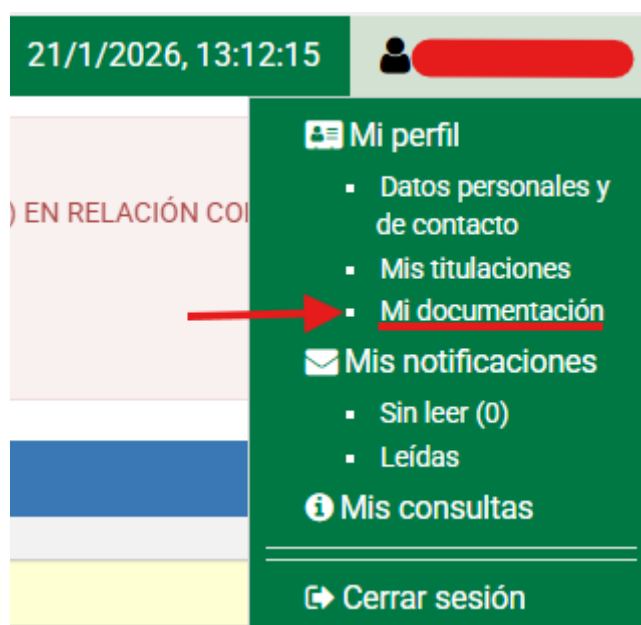 21/1/2026, 13:12:15
Mi perfil
Datos personales y
de contacto
) EN RELACIÓN CO
Mis titulaciones
Mi documentación
Mis notificaciones
Sin leer (0)
Leídas
Mis consultas
Cerrar sesión